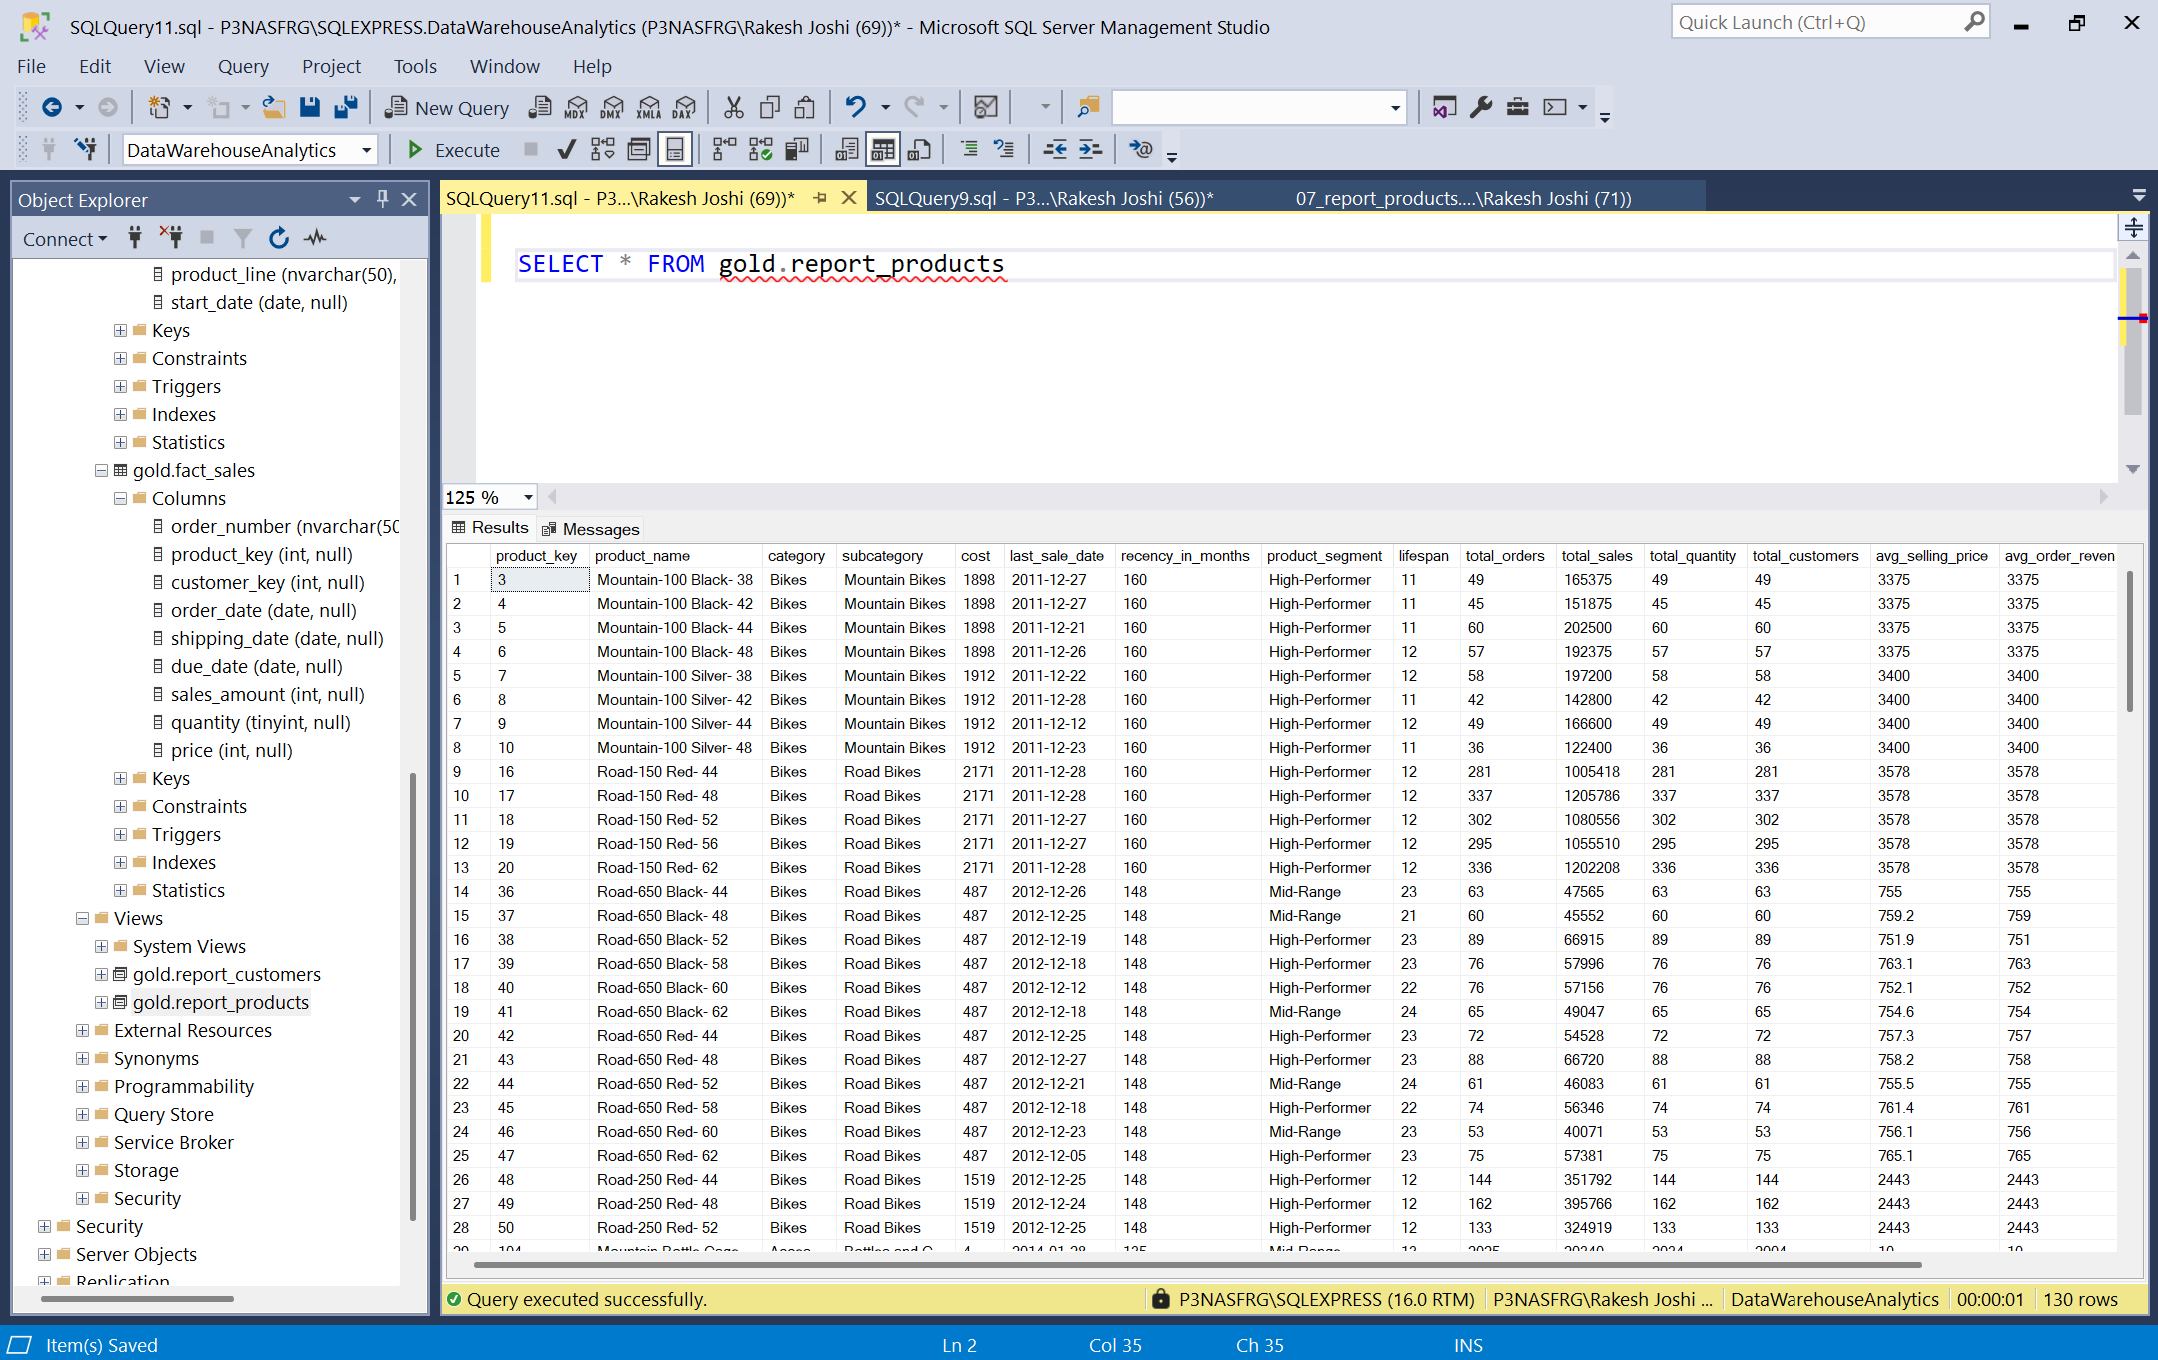 SQLQuery11.sql - P3NASFRG\SQLEXPRESS.DataWarehouseAnalytics (P3NASFRG\Rakesh Joshi (69))* - Microsoft SQL Server Management Studio
Quick Launch (Ctrl+Q)
File Edit View Query Project Tools Window Help
New Query MDX DMX XMLA DAX
DataWarehouseAnalytics Execute
Object Explorer
Connect
product_line (nvarchar(50),
start_date (date, null)
Keys
Constraints
Triggers
Indexes
Statistics
gold.fact_sales
Columns
order_number (nvarchar(50
product_key (int, null)
customer_key (int, null)
order_date (date, null)
shipping_date (date, null)
due_date (date, null)
sales_amount (int, null)
quantity (tinyint, null)
price (int, null)
Keys
Constraints
Triggers
Indexes
Statistics
Views
System Views
gold.report_customers
gold.report_products
External Resources
Synonyms
Programmability
Query Store
Service Broker
Storage
Security
Security
Server Objects
Replication
SQLQuery11.sql - P3...\Rakesh Joshi (69))* SQLQuery9.sql - P3...\Rakesh Joshi (56))* 07_report_products....\Rakesh Joshi (71))
SELECT * FROM gold.report_products
125 %
Results Messages
product_key product_name category subcategory cost last_sale_date recency_in_months product_segment lifespan total_orders total_sales total_quantity total_customers avg_selling_price avg_order_reven
1 3 Mountain-100 Black- 38 Bikes Mountain Bikes 1898 2011-12-27 160 High-Performer 11 49 165375 49 49 3375 3375
2 4 Mountain-100 Black- 42 Bikes Mountain Bikes 1898 2011-12-27 160 High-Performer 11 45 151875 45 45 3375 3375
3 5 Mountain-100 Black- 44 Bikes Mountain Bikes 1898 2011-12-21 160 High-Performer 11 60 202500 60 60 3375 3375
4 6 Mountain-100 Black- 48 Bikes Mountain Bikes 1898 2011-12-26 160 High-Performer 12 57 192375 57 57 3375 3375
5 7 Mountain-100 Silver- 38 Bikes Mountain Bikes 1912 2011-12-22 160 High-Performer 12 58 197200 58 58 3400 3400
6 8 Mountain-100 Silver- 42 Bikes Mountain Bikes 1912 2011-12-28 160 High-Performer 11 42 142800 42 42 3400 3400
7 9 Mountain-100 Silver- 44 Bikes Mountain Bikes 1912 2011-12-12 160 High-Performer 12 49 166600 49 49 3400 3400
8 10 Mountain-100 Silver- 48 Bikes Mountain Bikes 1912 2011-12-23 160 High-Performer 11 36 122400 36 36 3400 3400
9 16 Road-150 Red- 44 Bikes Road Bikes 2171 2011-12-28 160 High-Performer 12 281 1005418 281 281 3578 3578
10 17 Road-150 Red- 48 Bikes Road Bikes 2171 2011-12-28 160 High-Performer 12 337 1205786 337 337 3578 3578
11 18 Road-150 Red- 52 Bikes Road Bikes 2171 2011-12-27 160 High-Performer 12 302 1080556 302 302 3578 3578
12 19 Road-150 Red- 56 Bikes Road Bikes 2171 2011-12-27 160 High-Performer 12 295 1055510 295 295 3578 3578
13 20 Road-150 Red- 62 Bikes Road Bikes 2171 2011-12-28 160 High-Performer 12 336 1202208 336 336 3578 3578
14 36 Road-650 Black- 44 Bikes Road Bikes 487 2012-12-26 148 Mid-Range 23 63 47565 63 63 755 755
15 37 Road-650 Black- 48 Bikes Road Bikes 487 2012-12-25 148 Mid-Range 21 60 45552 60 60 759.2 759
16 38 Road-650 Black- 52 Bikes Road Bikes 487 2012-12-19 148 High-Performer 23 89 66915 89 89 751.9 751
17 39 Road-650 Black- 58 Bikes Road Bikes 487 2012-12-18 148 High-Performer 23 76 57996 76 76 763.1 763
18 40 Road-650 Black- 60 Bikes Road Bikes 487 2012-12-12 148 High-Performer 22 76 57156 76 76 752.1 752
19 41 Road-650 Black- 62 Bikes Road Bikes 487 2012-12-18 148 Mid-Range 24 65 49047 65 65 754.6 754
20 42 Road-650 Red- 44 Bikes Road Bikes 487 2012-12-25 148 High-Performer 23 72 54528 72 72 757.3 757
21 43 Road-650 Red- 48 Bikes Road Bikes 487 2012-12-27 148 High-Performer 23 88 66720 88 88 758.2 758
22 44 Road-650 Red- 52 Bikes Road Bikes 487 2012-12-21 148 Mid-Range 24 61 46083 61 61 755.5 755
23 45 Road-650 Red- 58 Bikes Road Bikes 487 2012-12-18 148 High-Performer 22 74 56346 74 74 761.4 761
24 46 Road-650 Red- 60 Bikes Road Bikes 487 2012-12-23 148 Mid-Range 23 53 40071 53 53 756.1 756
25 47 Road-650 Red- 62 Bikes Road Bikes 487 2012-12-05 148 High-Performer 23 75 57381 75 75 765.1 765
26 48 Road-250 Red- 44 Bikes Road Bikes 1519 2012-12-25 148 High-Performer 12 144 351792 144 144 2443 2443
27 49 Road-250 Red- 48 Bikes Road Bikes 1519 2012-12-24 148 High-Performer 12 162 395766 162 162 2443 2443
28 50 Road-250 Red- 52 Bikes Road Bikes 1519 2012-12-25 148 High-Performer 12 133 324919 133 133 2443 2443
Query executed successfully. P3NASFRG\SQLEXPRESS (16.0 RTM) P3NASFRG\Rakesh Joshi ... DataWarehouseAnalytics 00:00:01 130 rows
Item(s) Saved Ln 2 Col 35 Ch 35 INS